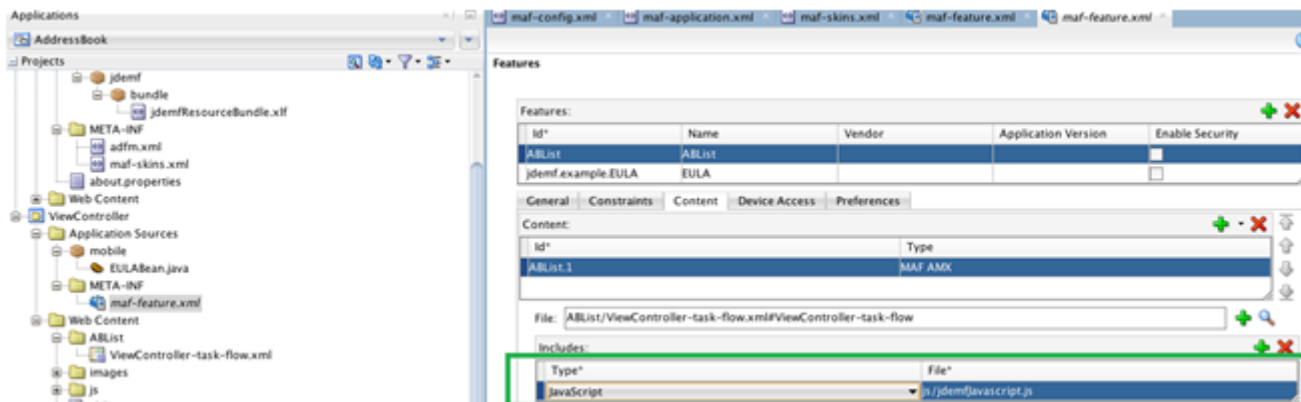 Applications
AddressBook
Projects
jdemf
bundle
jdemfResourceBundle.xlf
META-INF
adfm.xml
maf-skins.xml
about.properties
Web Content
ViewController
Application Sources
mobile
EULABean.java
META-INF
maf-feature.xml
Web Content
ABList
ViewController-task-flow.xml
images
js
maf-config.xml maf-application.xml maf-skins.xml maf-feature.xml maf-feature.xml
Features
Features:
Id* Name Vendor Application Version Enable Security
ABList ABList
jdemf.example.EULA EULA
General Constraints Content Device Access Preferences
Content:
Id* Type
ABList.1 MAF AMX
File: ABList/ViewController-task-flow.xml#ViewController-task-flow
Includes:
Type* File*
JavaScript js/jdemfJavascript.js